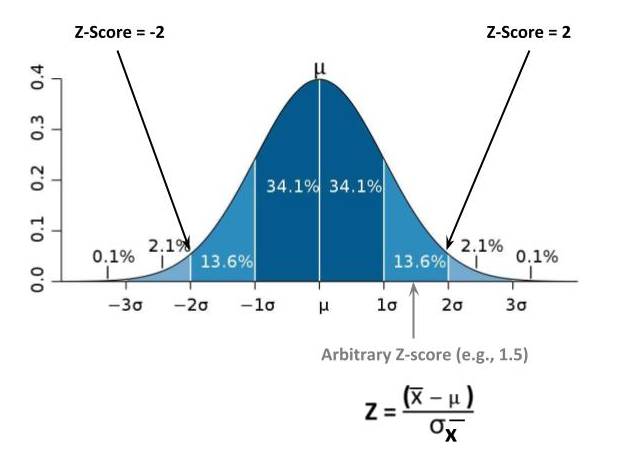 Z-Score = -2
Z-Score = 2
μ
0.4
0.3
0.2
0.1
0.0
34.1% 34.1%
0.1% 2.1% 13.6% 13.6% 2.1% 0.1%
−3σ −2σ −1σ μ 1σ 2σ 3σ
Arbitrary Z-score (e.g., 1.5)
Z = (x̅ − μ) / σx̅